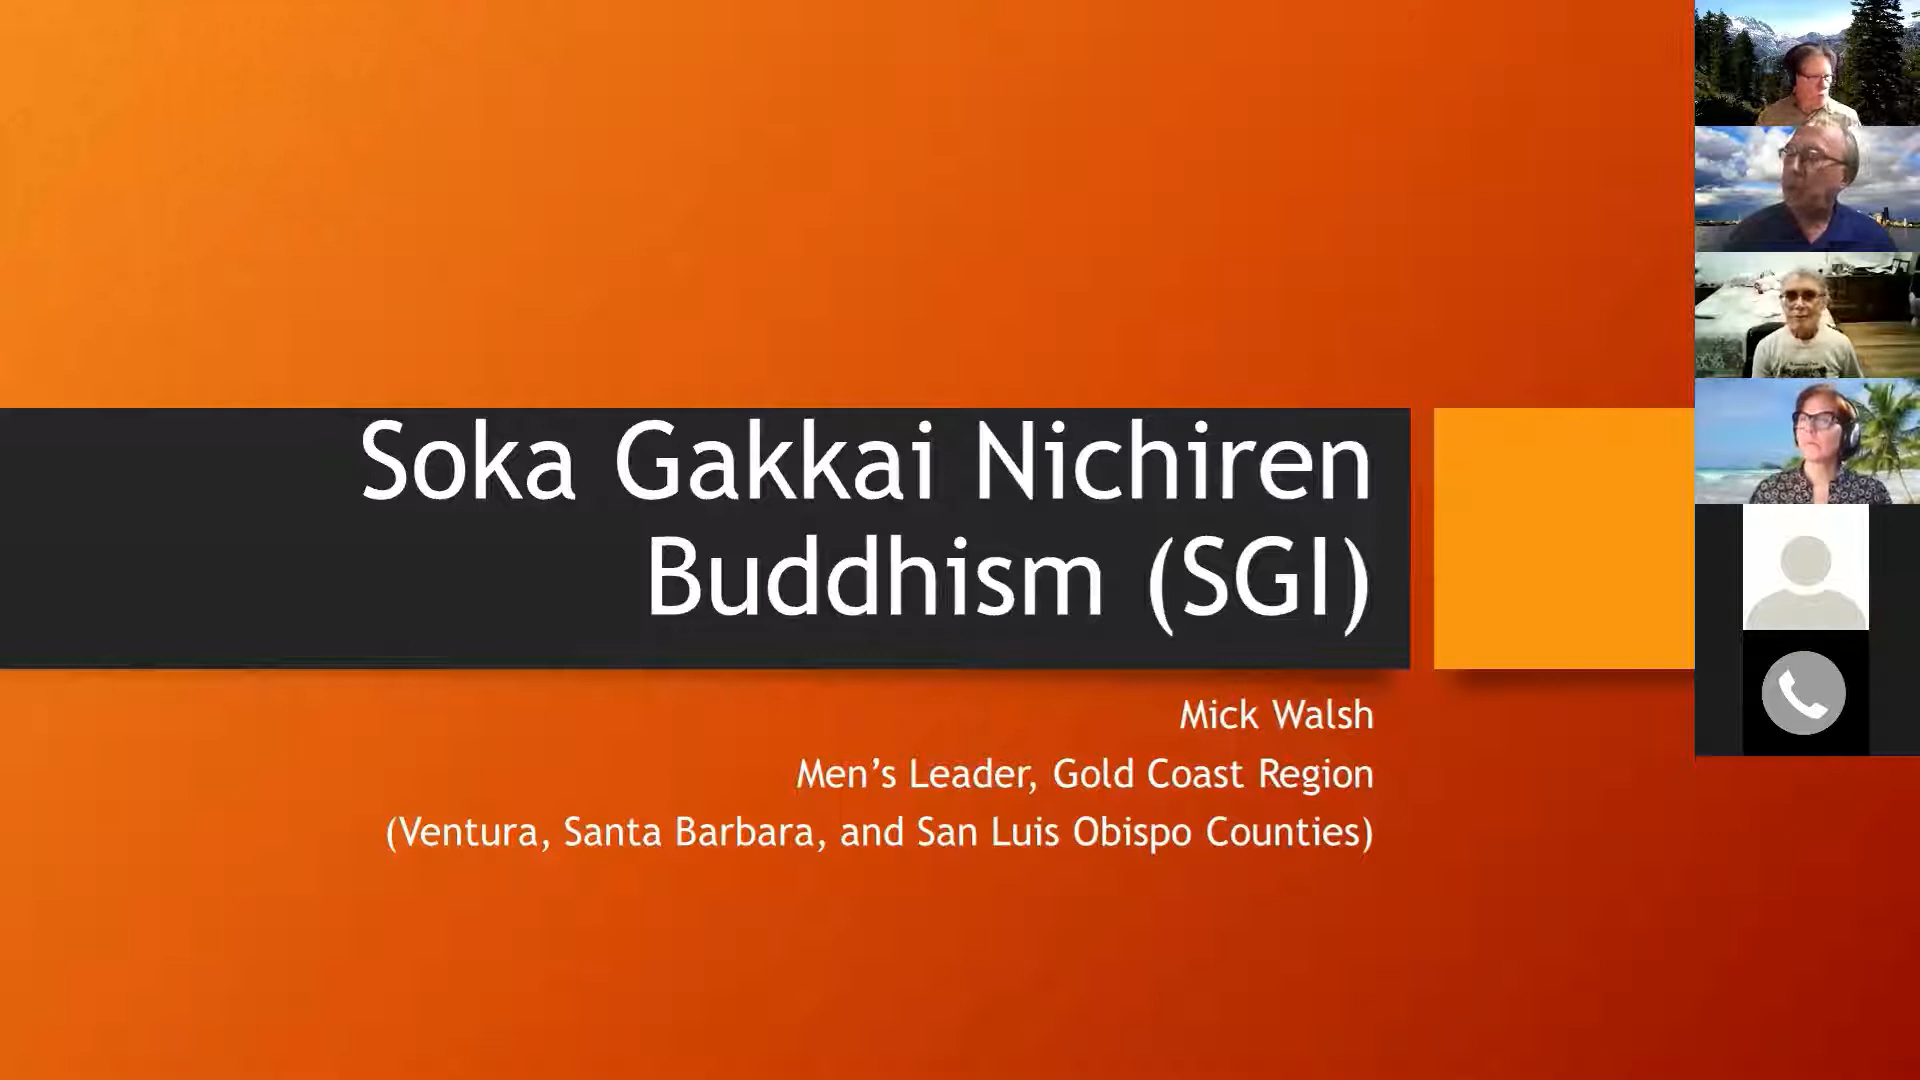 Soka Gakkai Nichiren
Buddhism (SGI)
Mick Walsh
Men’s Leader, Gold Coast Region
(Ventura, Santa Barbara, and San Luis Obispo Counties)